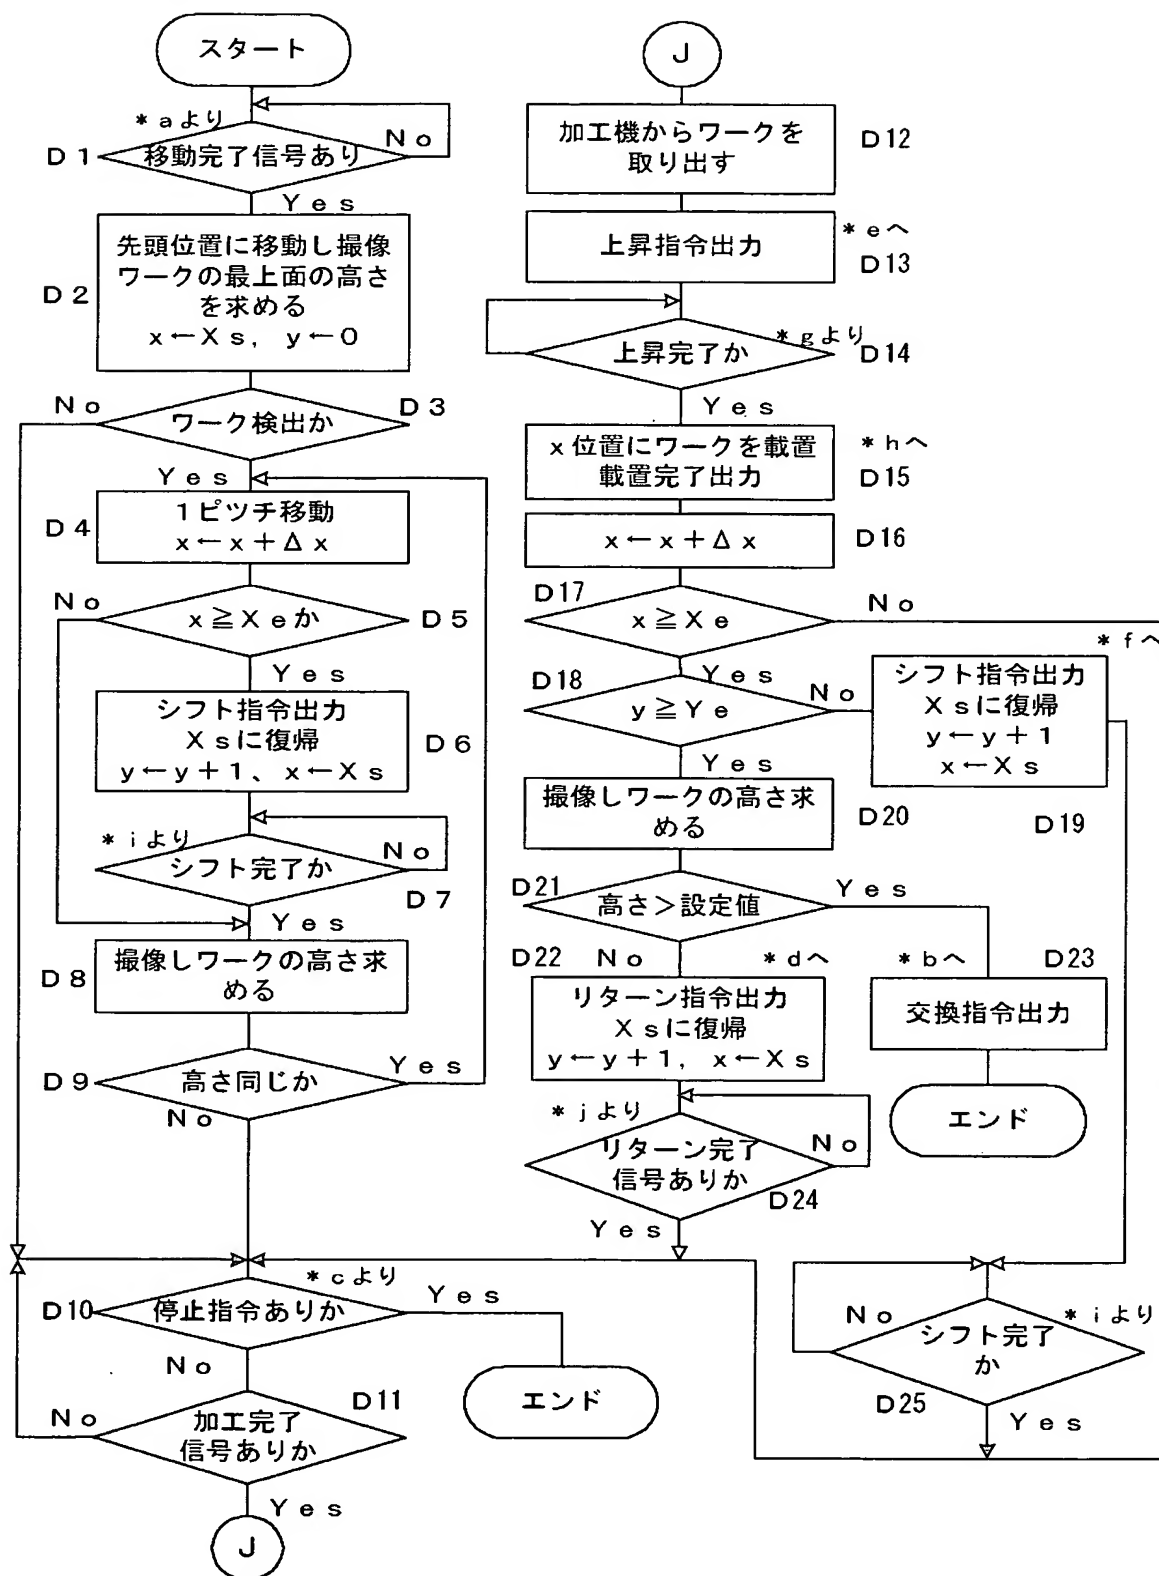 スタート
*aより
No
D1
移動完了信号あり
Yes
D2
先頭位置に移動し撮像
ワークの最上面の高さ
を求める
x←Xs, y←0
No
D3
ワーク検出か
Yes
D4
1ピツチ移動
x←x+Δx
No
x≧Xeか
D5
Yes
シフト指令出力
Xsに復帰
y←y+1、x←Xs
D6
*iより
シフト完了か
No
D7
Yes
D8
撮像しワークの高さ求
める
D9
高さ同じか
Yes
No
*cより
D10
停止指令ありか
Yes
No
エンド
D11
No
加工完了
信号ありか
Yes
J
J
加工機からワークを
取り出す
D12
上昇指令出力
*eへ
D13
*gより
上昇完了か
D14
Yes
x位置にワークを載置
載置完了出力
*hへ
D15
x←x+Δx
D16
D17
x≧Xe
No
*fへ
Yes
D18
y≧Ye
No
シフト指令出力
Xsに復帰
y←y+1
x←Xs
D19
Yes
撮像しワークの高さ求
める
D20
D21
高さ>設定値
Yes
D22
No
*dへ
*bへ
D23
リターン指令出力
Xsに復帰
y←y+1, x←Xs
交換指令出力
エンド
*jより
リターン完了
信号ありか
No
D24
Yes
No
*iより
シフト完了
か
D25
Yes